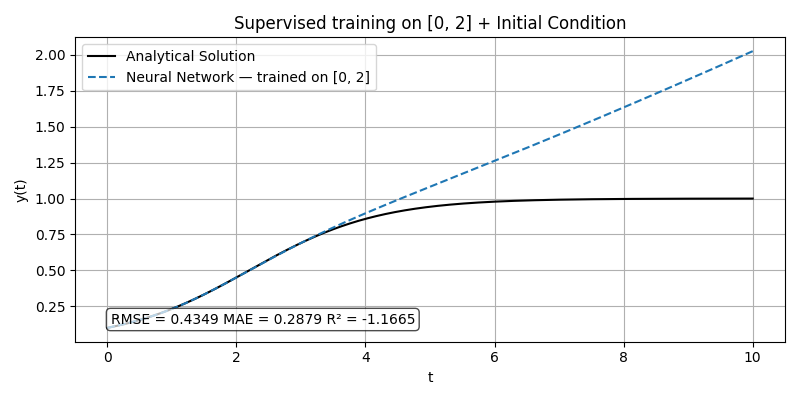 Supervised training on [0, 2] + Initial Condition
Analytical Solution
Neural Network — trained on [0, 2]
2.00
1.75
1.50
1.25
1.00
0.75
0.50
0.25
y(t)
RMSE = 0.4349 MAE = 0.2879 R² = -1.1665
0 2 4 6 8 10
t